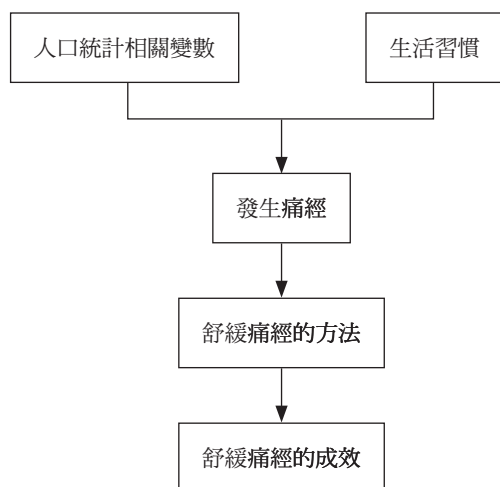 人口統計相關變數
生活習慣
發生痛經
舒緩痛經的方法
舒緩痛經的成效